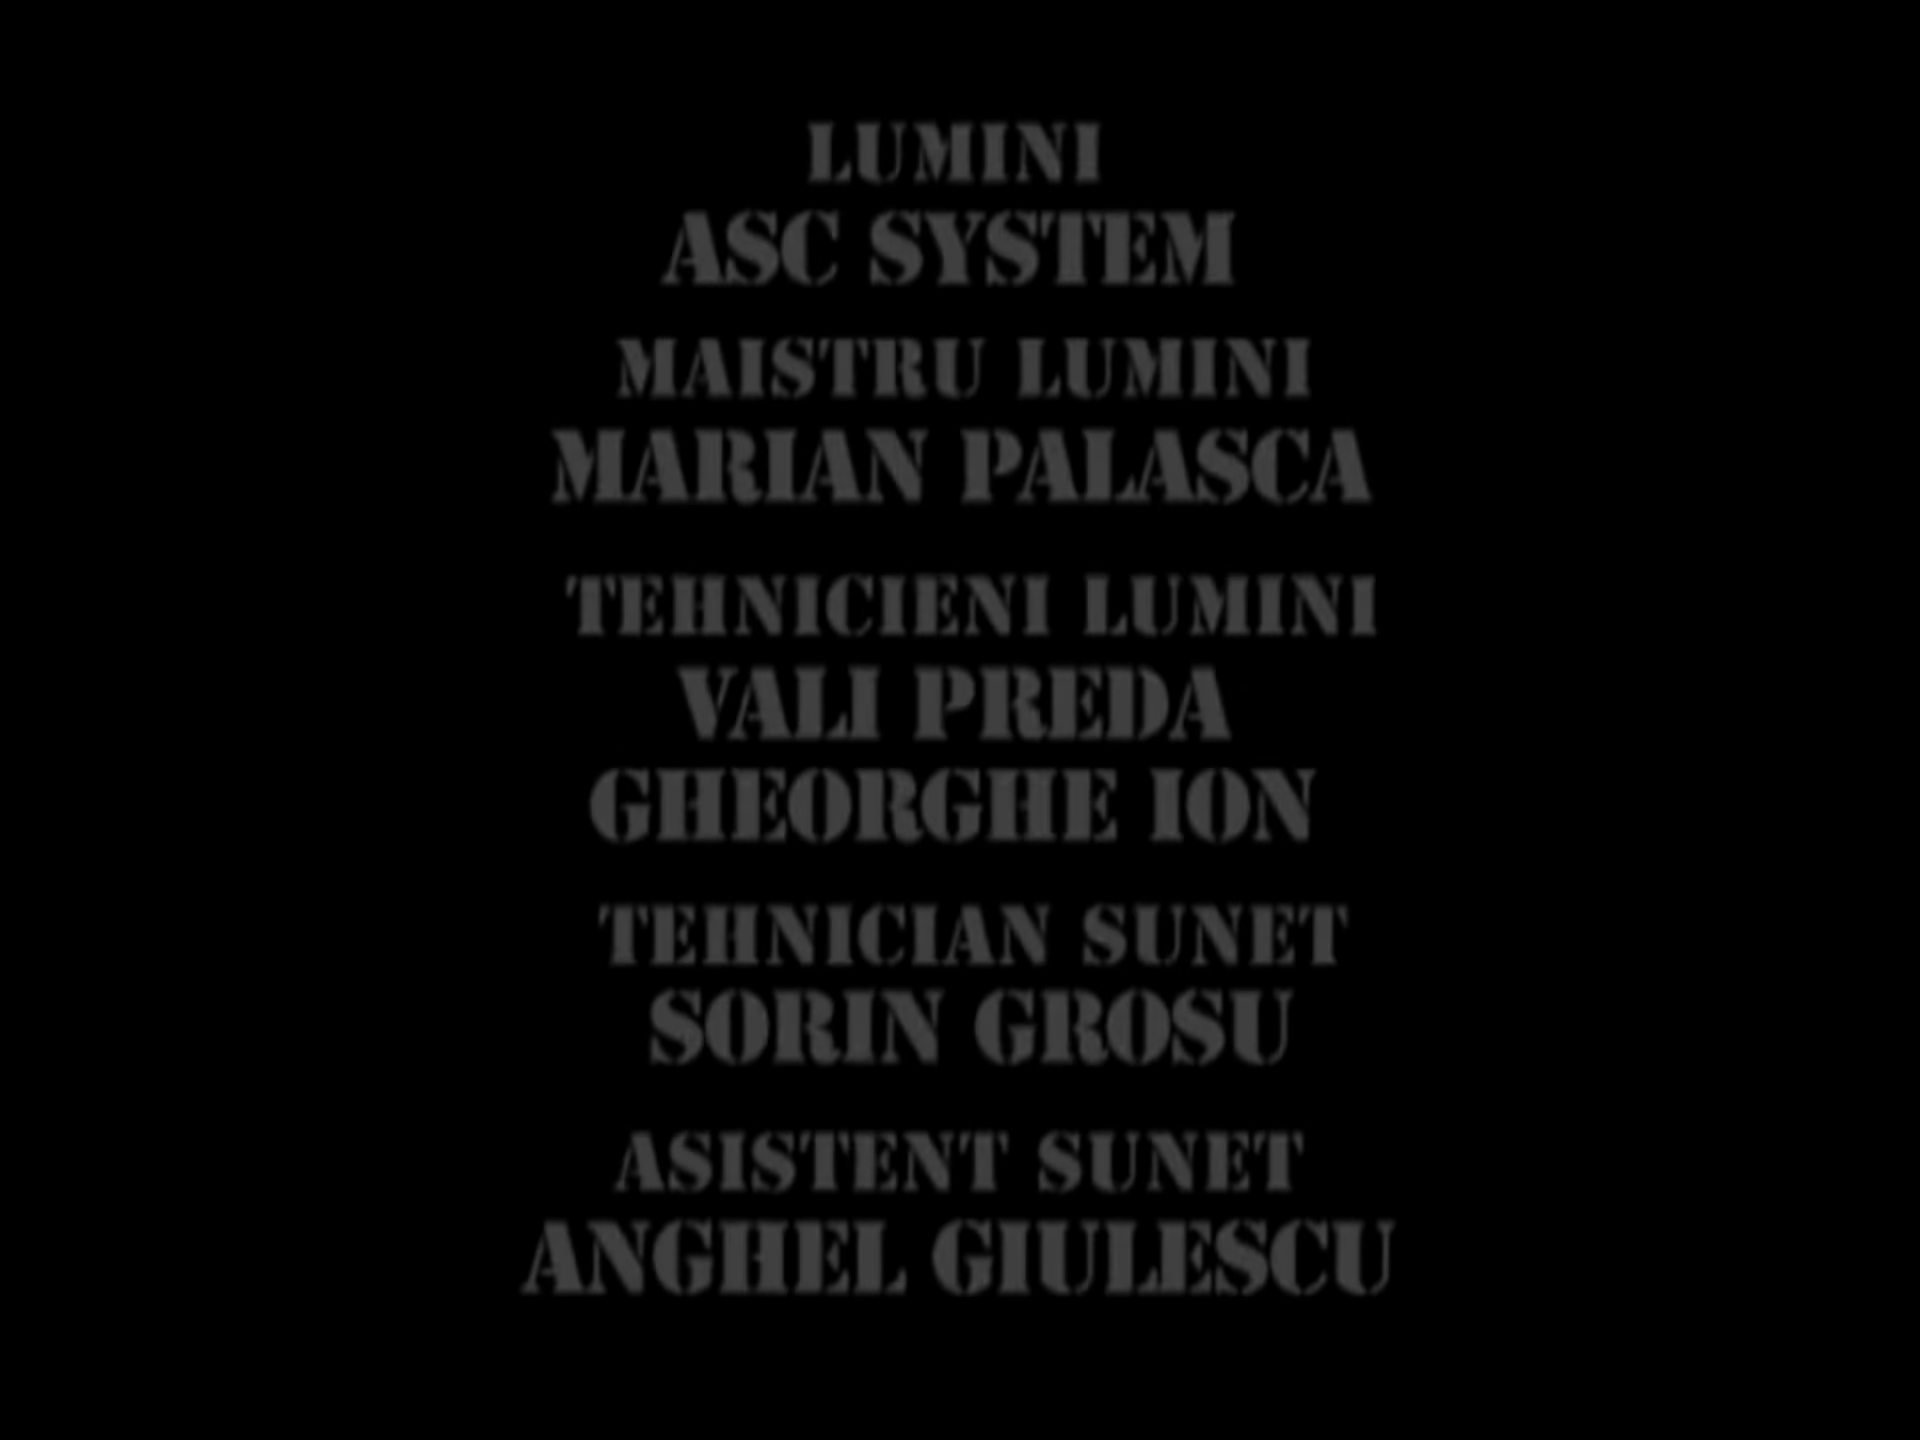 LUMINI
ASC SYSTEM
MAISTRU LUMINI
MARIAN PALASCA
TEHNICIENI LUMINI
VALI PREDA
GHEORGHE ION
TEHNICIAN SUNET
SORIN GROSU
ASISTENT SUNET
ANGHEL GIULESCU